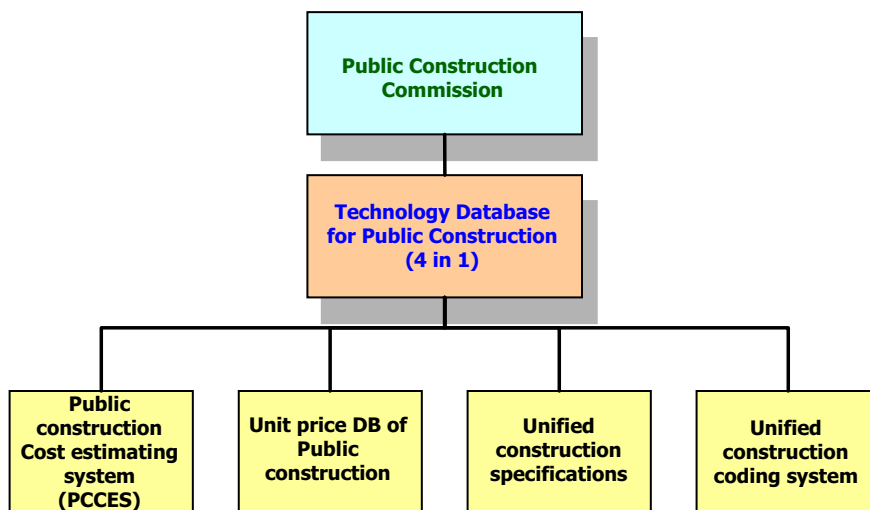 Public Construction
Commission
Technology Database
for Public Construction
(4 in 1)
Public
construction
Cost estimating
system
(PCCES)
Unit price DB of
Public
construction
Unified
construction
specifications
Unified
construction
coding system